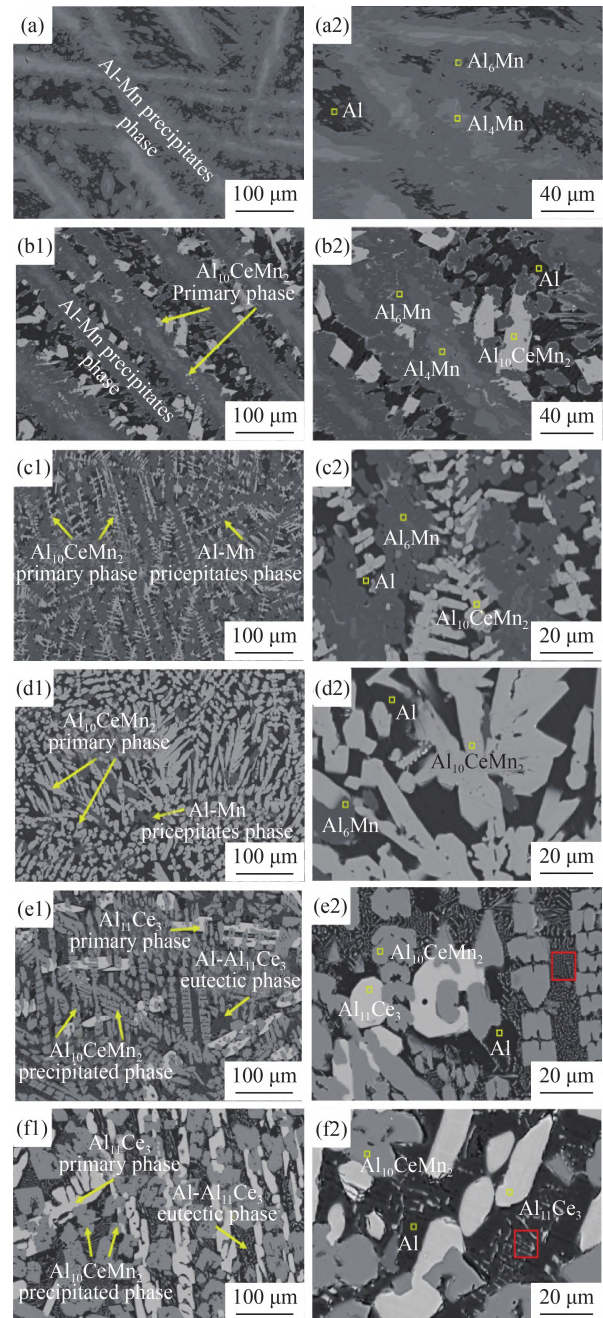 (a)
Al-Mn precipitates
phase
100 μm
(a2)
Al₆Mn
Al
Al₄Mn
40 μm
(b1)
Al₁₀CeMn₂
Primary phase
Al-Mn precipitates
phase
100 μm
(b2)
Al
Al₆Mn
Al₄Mn
Al₁₀CeMn₂
40 μm
(c1)
Al₁₀CeMn₂
primary phase
Al-Mn
pricepitates phase
100 μm
(c2)
Al₆Mn
Al
Al₁₀CeMn₂
20 μm
(d1)
Al₁₀CeMn₂
primary phase
Al-Mn
pricepitates phase
100 μm
(d2)
Al
Al₁₀CeMn₂
Al₆Mn
20 μm
(e1)
Al₁₁Ce₃
primary phase
Al-Al₁₁Ce₃
eutectic phase
Al₁₀CeMn₂
precipitated phase
100 μm
(e2)
Al₁₀CeMn₂
Al₁₁Ce₃
Al
20 μm
(f1)
Al₁₁Ce₃
primary phase
Al-Al₁₁Ce₃
eutectic phase
Al₁₀CeMn₂
precipitated phase
100 μm
(f2)
Al₁₀CeMn₂
Al₁₁Ce₃
Al
20 μm